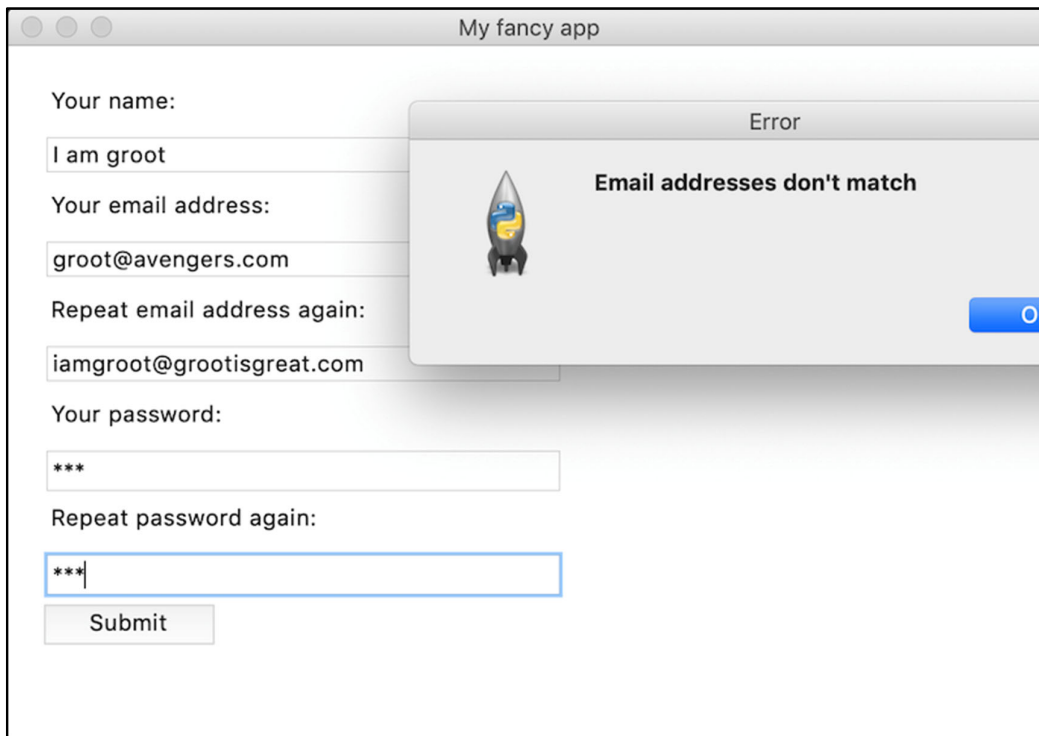 My fancy app
Your name:
I am groot
Your email address:
groot@avengers.com
Repeat email address again:
iamgroot@grootisgreat.com
Your password:
***
Repeat password again:
***
Submit
Error
Email addresses don't match